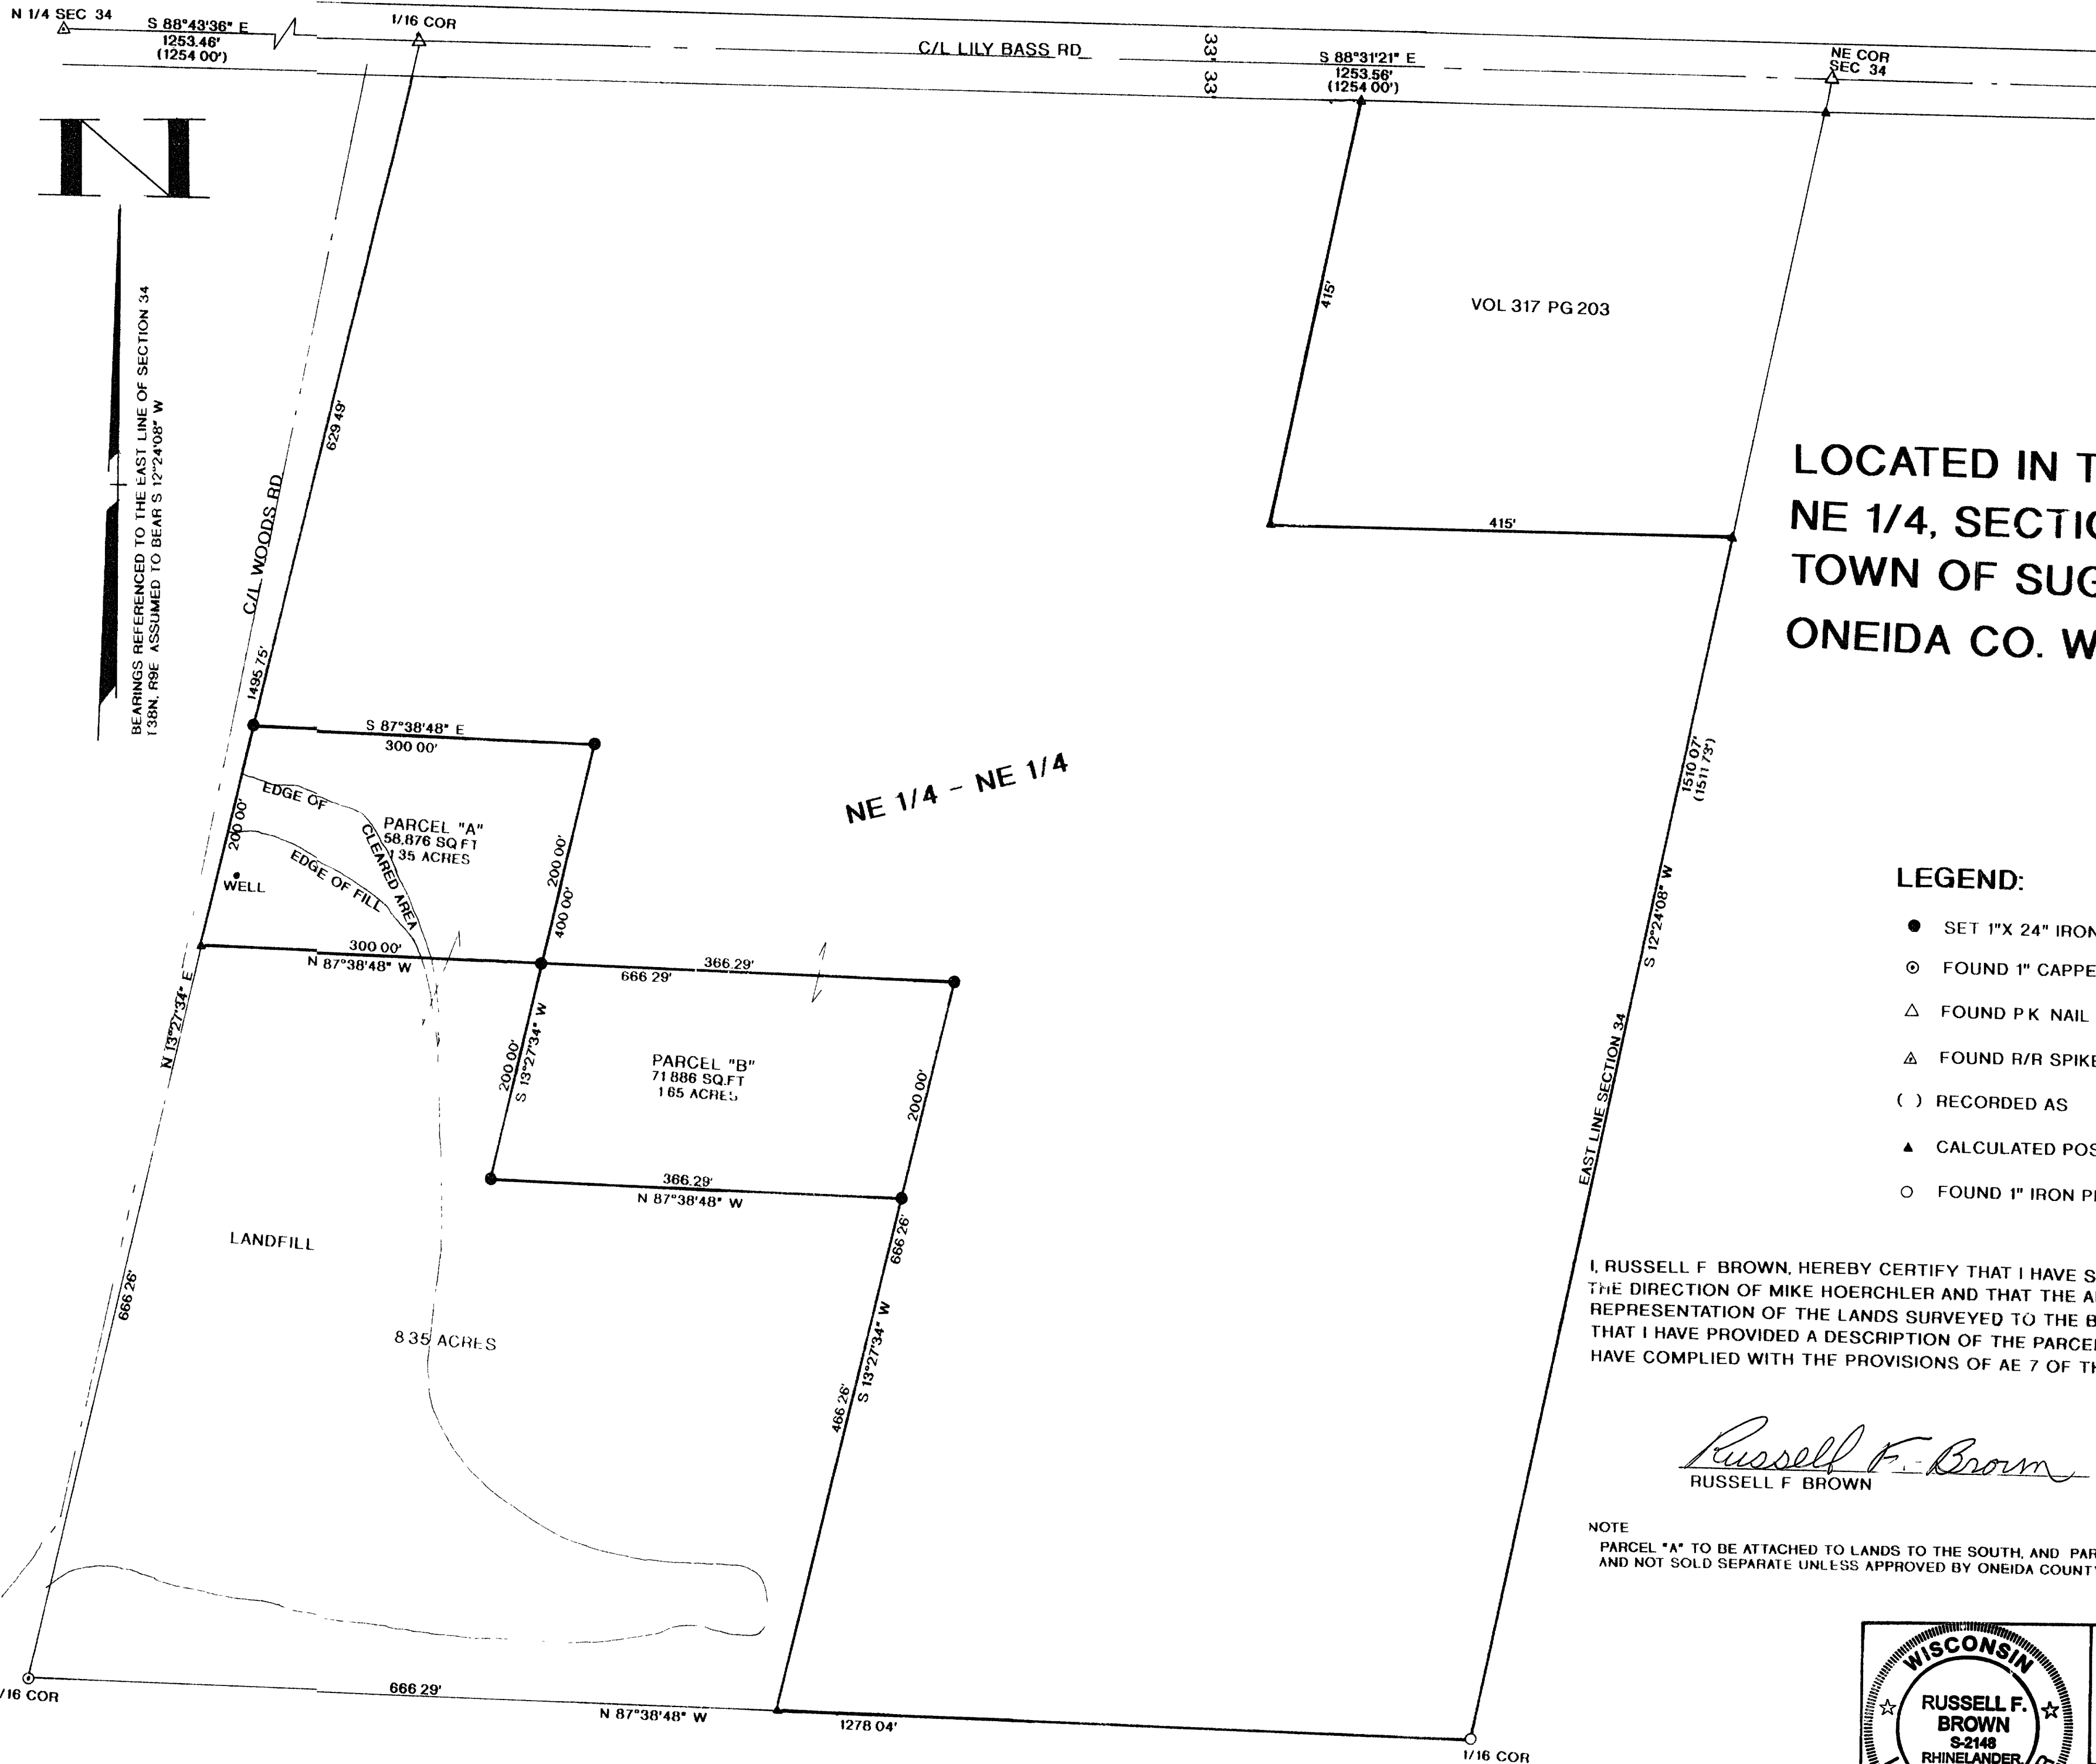 N 1/4 SEC 34
S 88°43'36" E
1253.46'
(1254 00')
1/16 COR
C/L LILY BASS RD
33'
33'
S 88°31'21" E
1253.56'
(1254 00')
NE COR
SEC 34
N
BEARINGS REFERENCED TO THE EAST LINE OF SECTION 34
T38N, R9E ASSUMED TO BEAR S 12°24'08" W
629 49'
C/L WOODS RD
1495 75'
415'
VOL 317 PG 203
415'
LOCATED IN T
NE 1/4, SECTIO
TOWN OF SUG
ONEIDA CO. W
S 87°38'48" E
300 00'
EDGE OF
CLEARED AREA
PARCEL "A"
58,876 SQ FT
1 35 ACRES
200 00'
EDGE OF FILL
WELL
200 00'
400 00'
NE 1/4 - NE 1/4
1510 07'
(1511 73')
S 12°24'08" W
EAST LINE SECTION 34
300 00'
N 87°38'48" W
366.29'
666 29'
N 13°27'34" E
200 00'
S 13°27'34" W
PARCEL "B"
71 886 SQ.FT
1 65 ACRES
200 00'
366.29'
N 87°38'48" W
666 26'
LANDFILL
666 26'
8 35 ACRES
466 26'
S 13°27'34" W
/16 COR
666 29'
N 87°38'48" W
1278 04'
1/16 COR
LEGEND:
SET 1"X 24" IRON
FOUND 1" CAPPE
FOUND P K NAIL
FOUND R/R SPIKE
( ) RECORDED AS
CALCULATED POS
FOUND 1" IRON PI
I, RUSSELL F BROWN, HEREBY CERTIFY THAT I HAVE S
THE DIRECTION OF MIKE HOERCHLER AND THAT THE A
REPRESENTATION OF THE LANDS SURVEYED TO THE B
THAT I HAVE PROVIDED A DESCRIPTION OF THE PARCE
HAVE COMPLIED WITH THE PROVISIONS OF AE 7 OF TH
Russell F. Brown
RUSSELL F BROWN
NOTE
PARCEL "A" TO BE ATTACHED TO LANDS TO THE SOUTH, AND PAR
AND NOT SOLD SEPARATE UNLESS APPROVED BY ONEIDA COUNTY
WISCONSIN
RUSSELL F.
BROWN
S-2148
RHINELANDER,